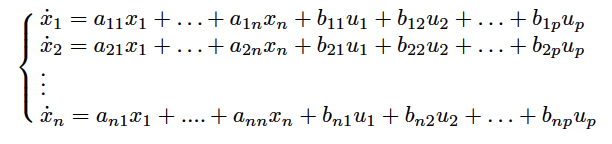 ẋ₁ = a₁₁x₁ + … + a₁ₙxₙ + b₁₁u₁ + b₁₂u₂ + … + b₁ₚuₚ
ẋ₂ = a₂₁x₁ + … + a₂ₙxₙ + b₂₁u₁ + b₂₂u₂ + … + b₂ₚuₚ
⋮
ẋₙ = aₙ₁x₁ + .... + aₙₙxₙ + bₙ₁u₁ + bₙ₂u₂ + … + bₙₚuₚ